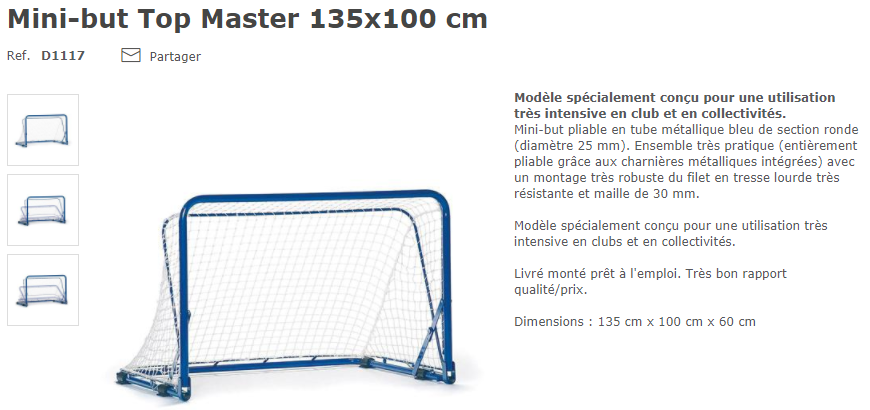 Mini-but Top Master 135x100 cm
Ref. D1117 Partager
Modèle spécialement conçu pour une utilisation
très intensive en club et en collectivités.
Mini-but pliable en tube métallique bleu de section ronde
(diamètre 25 mm). Ensemble très pratique (entièrement
pliable grâce aux charnières métalliques intégrées) avec
un montage très robuste du filet en tresse lourde très
résistante et maille de 30 mm.
Modèle spécialement conçu pour une utilisation très
intensive en clubs et en collectivités.
Livré monté prêt à l'emploi. Très bon rapport
qualité/prix.
Dimensions : 135 cm x 100 cm x 60 cm